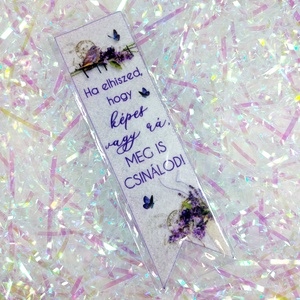 Ha elhiszed,
hogy
képes
vagy rá,
MEG IS
CSINÁLOD!